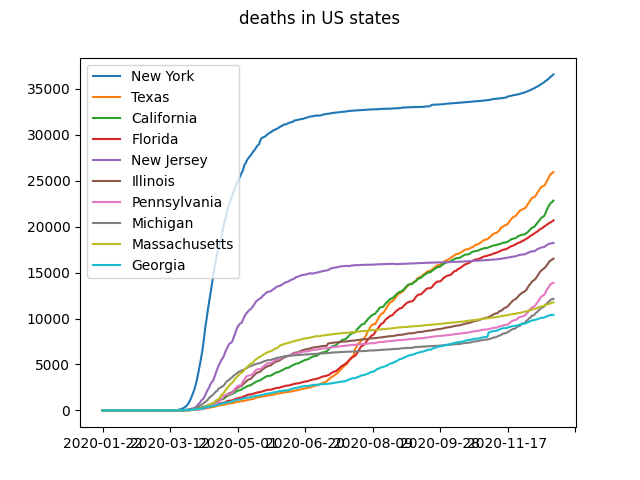 deaths in US states
35000
30000
25000
20000
15000
10000
5000
0
New York
Texas
California
Florida
New Jersey
Illinois
Pennsylvania
Michigan
Massachusetts
Georgia
2020-01-22 2020-03-12 2020-05-01 2020-06-20 2020-08-09 2020-09-28 2020-11-17